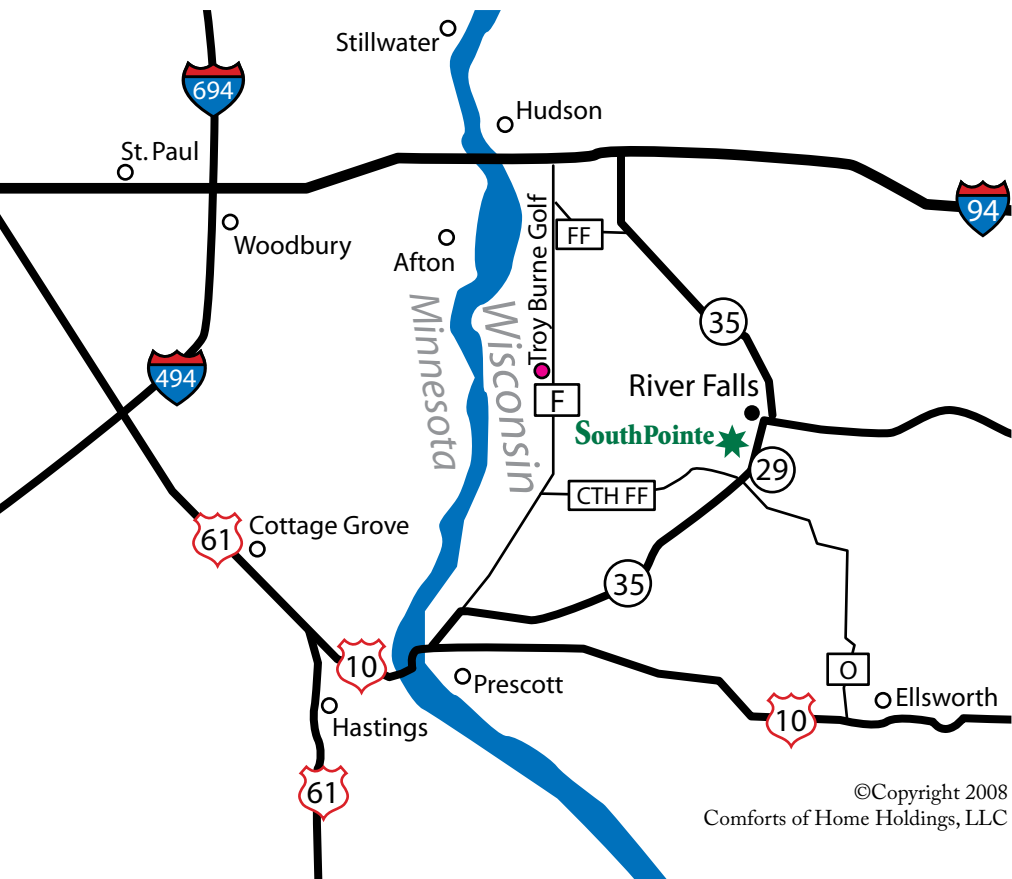 Stillwater
694
Hudson
St. Paul
94
Woodbury
FF
Afton
Troy Burne Golf
Minnesota
Wisconsin
35
494
River Falls
F
SouthPointe
29
CTH FF
61
Cottage Grove
35
10
O
Prescott
Ellsworth
Hastings
10
61
©Copyright 2008
Comforts of Home Holdings, LLC